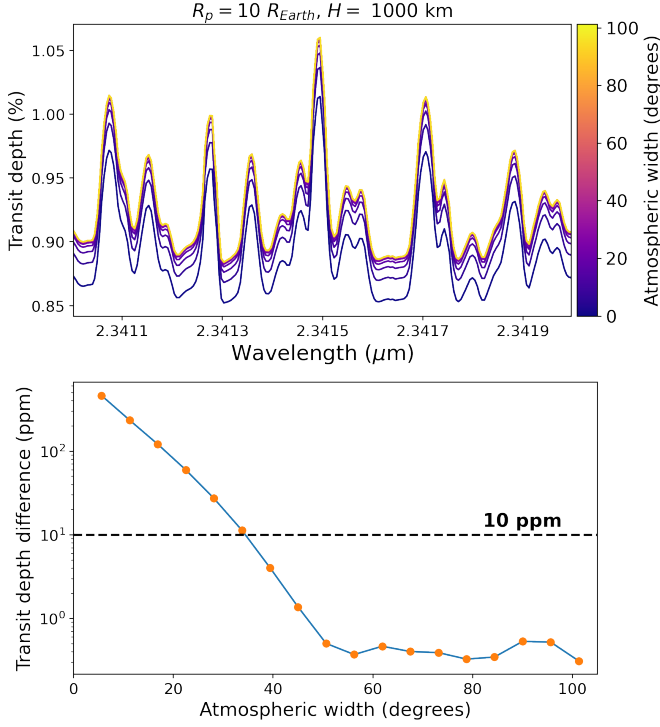 R_p = 10 R_Earth, H = 1000 km
Transit depth (%)
1.05
1.00
0.95
0.90
0.85
2.3411 2.3413 2.3415 2.3417 2.3419
Wavelength (μm)
100
80
60
40
20
0
Atmospheric width (degrees)
Transit depth difference (ppm)
10²
10¹
10⁰
10 ppm
0 20 40 60 80 100
Atmospheric width (degrees)